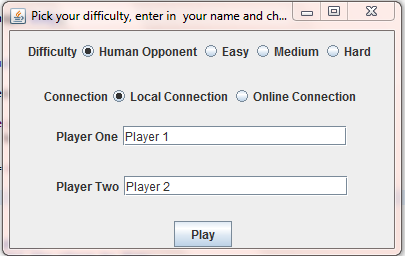 Pick your difficulty, enter in  your name and ch...
Difficulty Human Opponent Easy Medium Hard
Connection Local Connection Online Connection
Player One Player 1
Player Two Player 2
Play